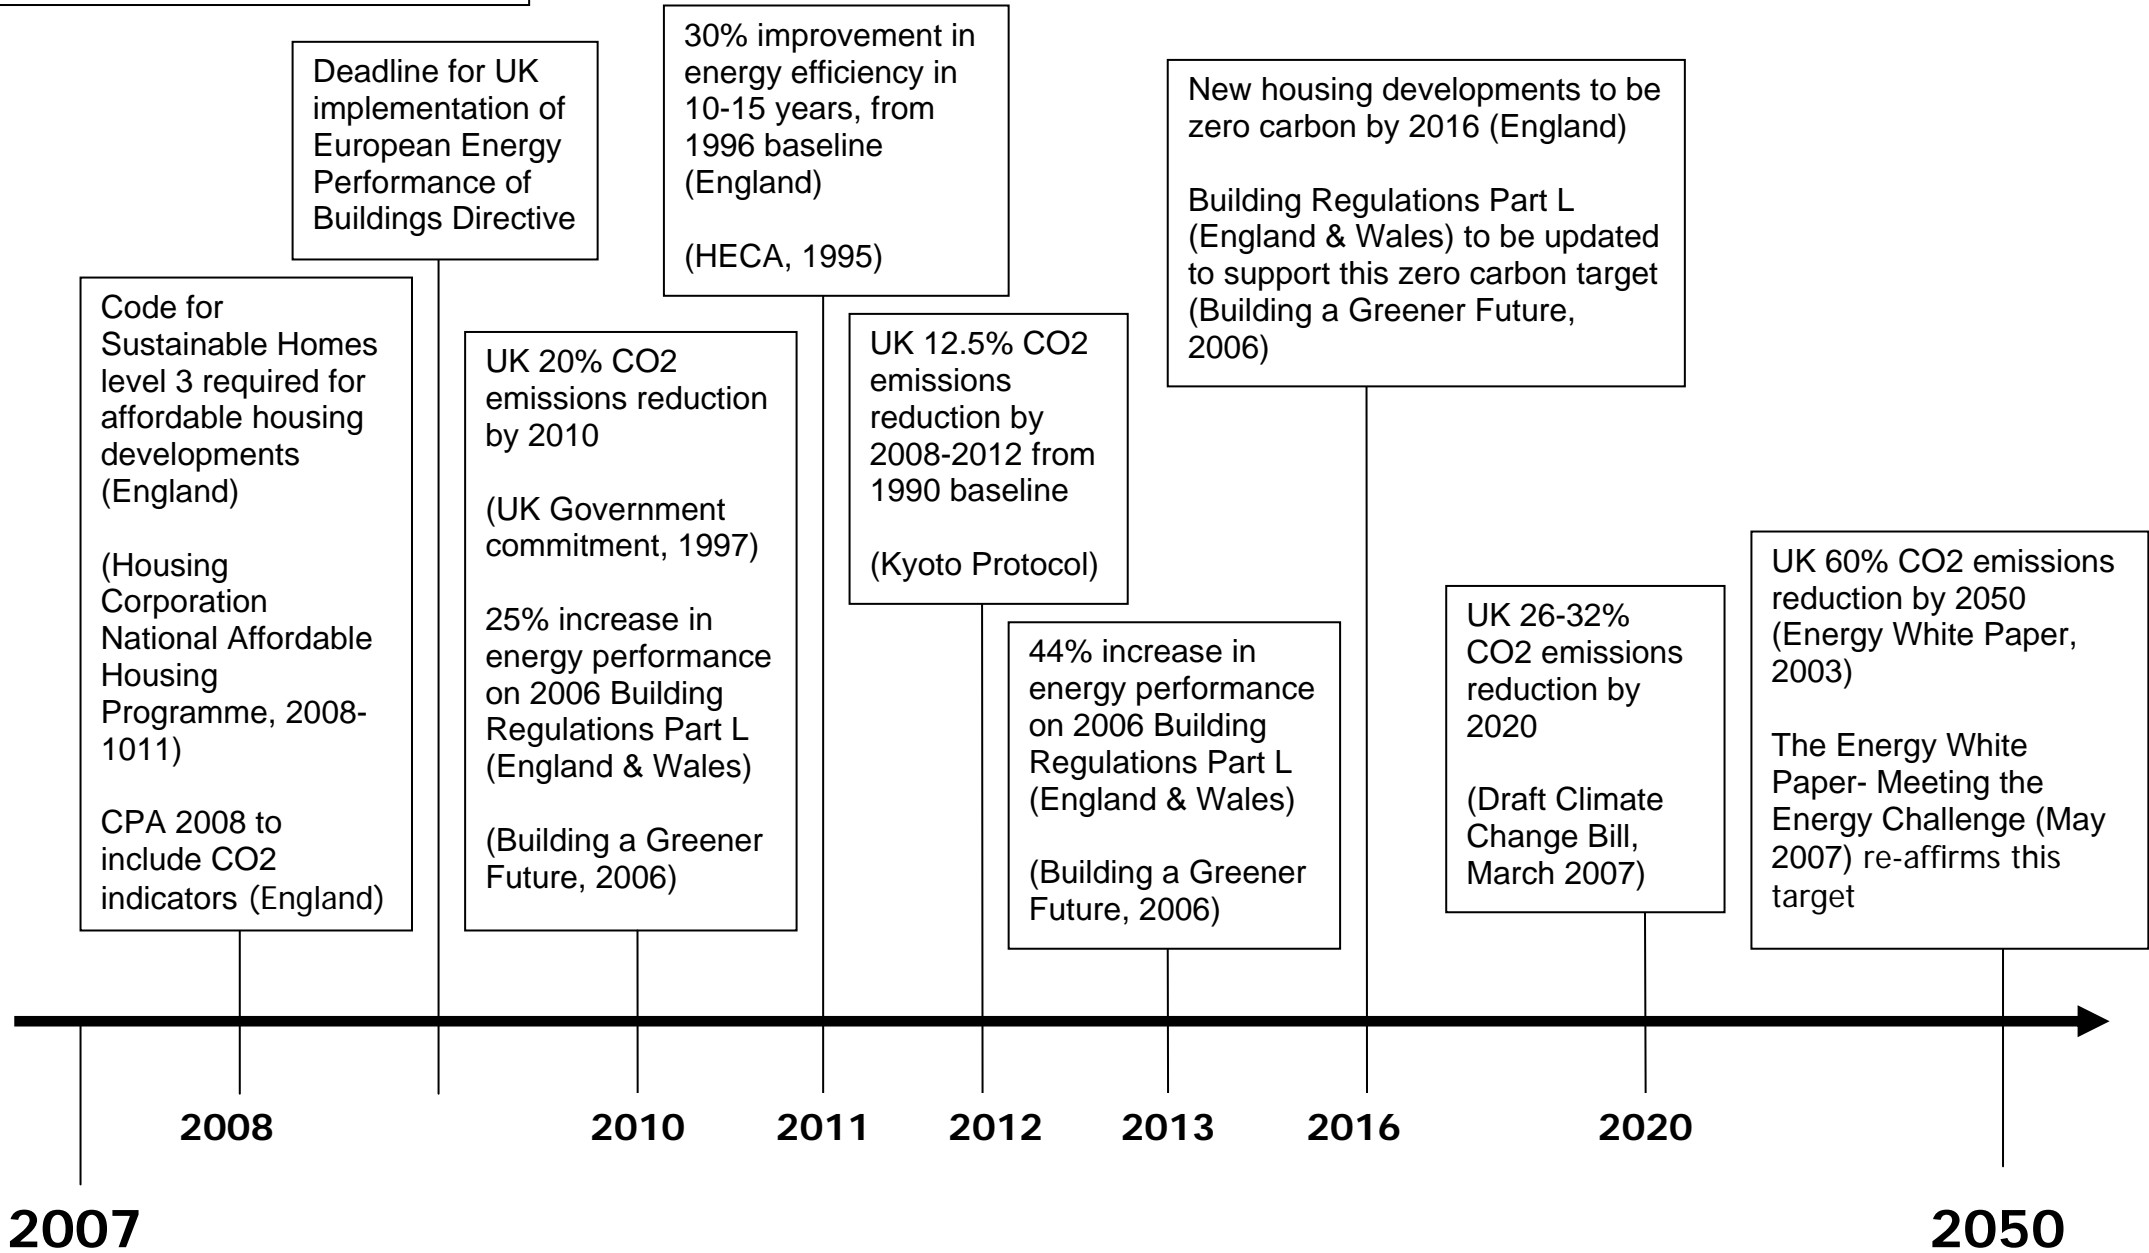 Deadline for UK
implementation of
European Energy
Performance of
Buildings Directive
30% improvement in
energy efficiency in
10-15 years, from
1996 baseline
(England)
(HECA, 1995)
New housing developments to be
zero carbon by 2016 (England)
Building Regulations Part L
(England & Wales) to be updated
to support this zero carbon target
(Building a Greener Future,
2006)
Code for
Sustainable Homes
level 3 required for
affordable housing
developments
(England)
(Housing
Corporation
National Affordable
Housing
Programme, 2008-
1011)
CPA 2008 to
include CO2
indicators (England)
UK 20% CO2
emissions reduction
by 2010
(UK Government
commitment, 1997)
25% increase in
energy performance
on 2006 Building
Regulations Part L
(England & Wales)
(Building a Greener
Future, 2006)
UK 12.5% CO2
emissions
reduction by
2008-2012 from
1990 baseline
(Kyoto Protocol)
44% increase in
energy performance
on 2006 Building
Regulations Part L
(England & Wales)
(Building a Greener
Future, 2006)
UK 26-32%
CO2 emissions
reduction by
2020
(Draft Climate
Change Bill,
March 2007)
UK 60% CO2 emissions
reduction by 2050
(Energy White Paper,
2003)
The Energy White
Paper- Meeting the
Energy Challenge (May
2007) re-affirms this
target
2008
2010
2011
2012
2013
2016
2020
2007
2050